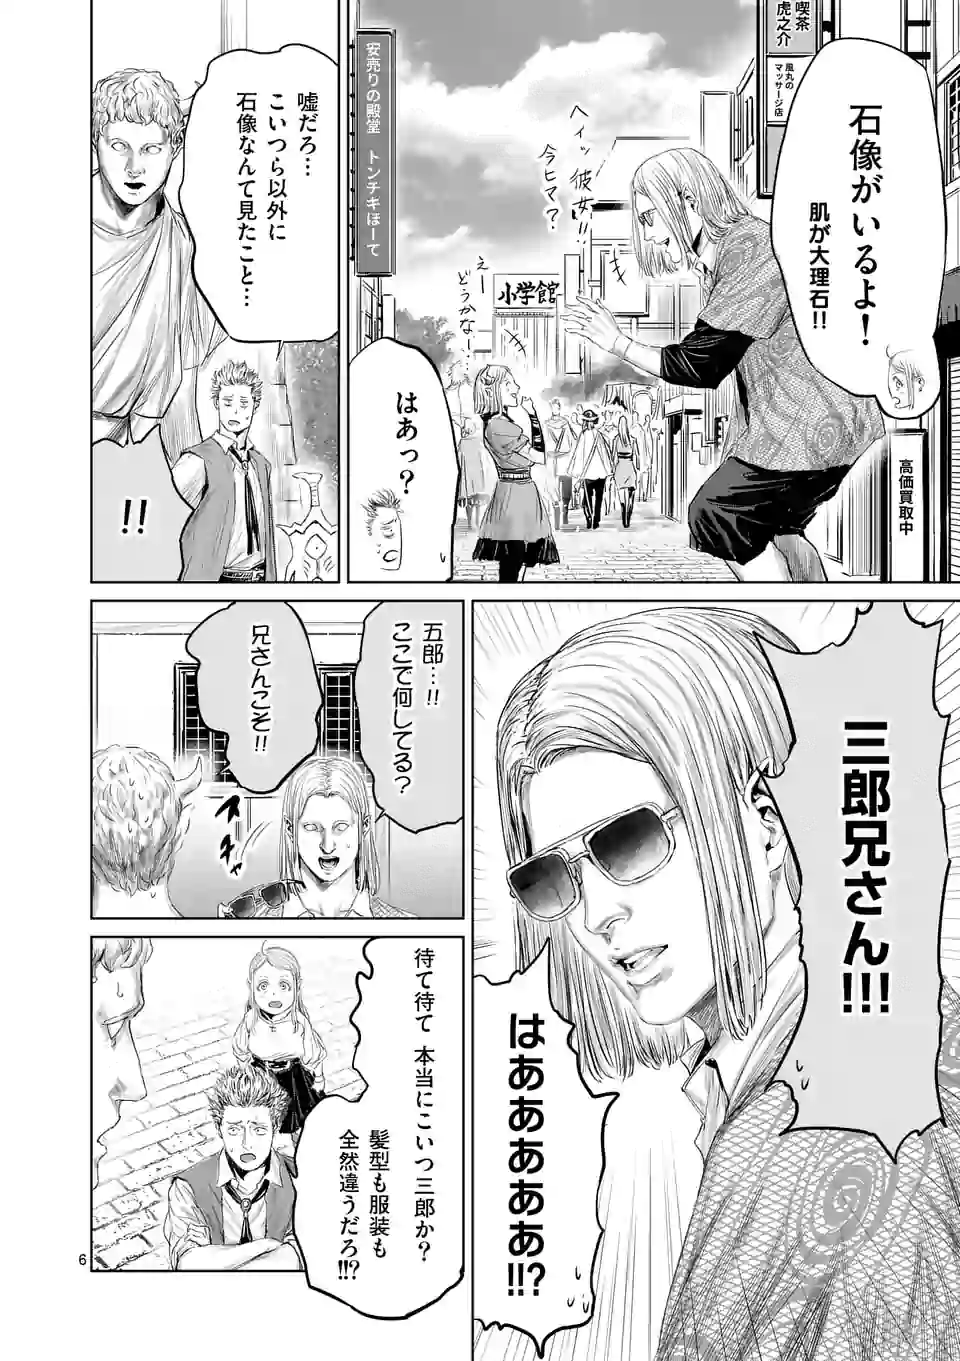 石像がいるよ！
肌が大理石!!
喫茶
虎之介
風丸の
マッサージ店
高価買取中
ヘイッ彼女!!
今ヒマ？
えー
どうかなー…
小学館
はあっ？
安売りの殿堂 トンチキほーて
嘘だろ…
こいつら以外に
石像なんて見たこと…
!!
三郎兄さん!!!
はああああああ!!?
五郎…!!
ここで何してる？
兄さんこそ!!
待て待て 本当にこいつ三郎か？
髪型も服装も
全然違うだろ!!?
6